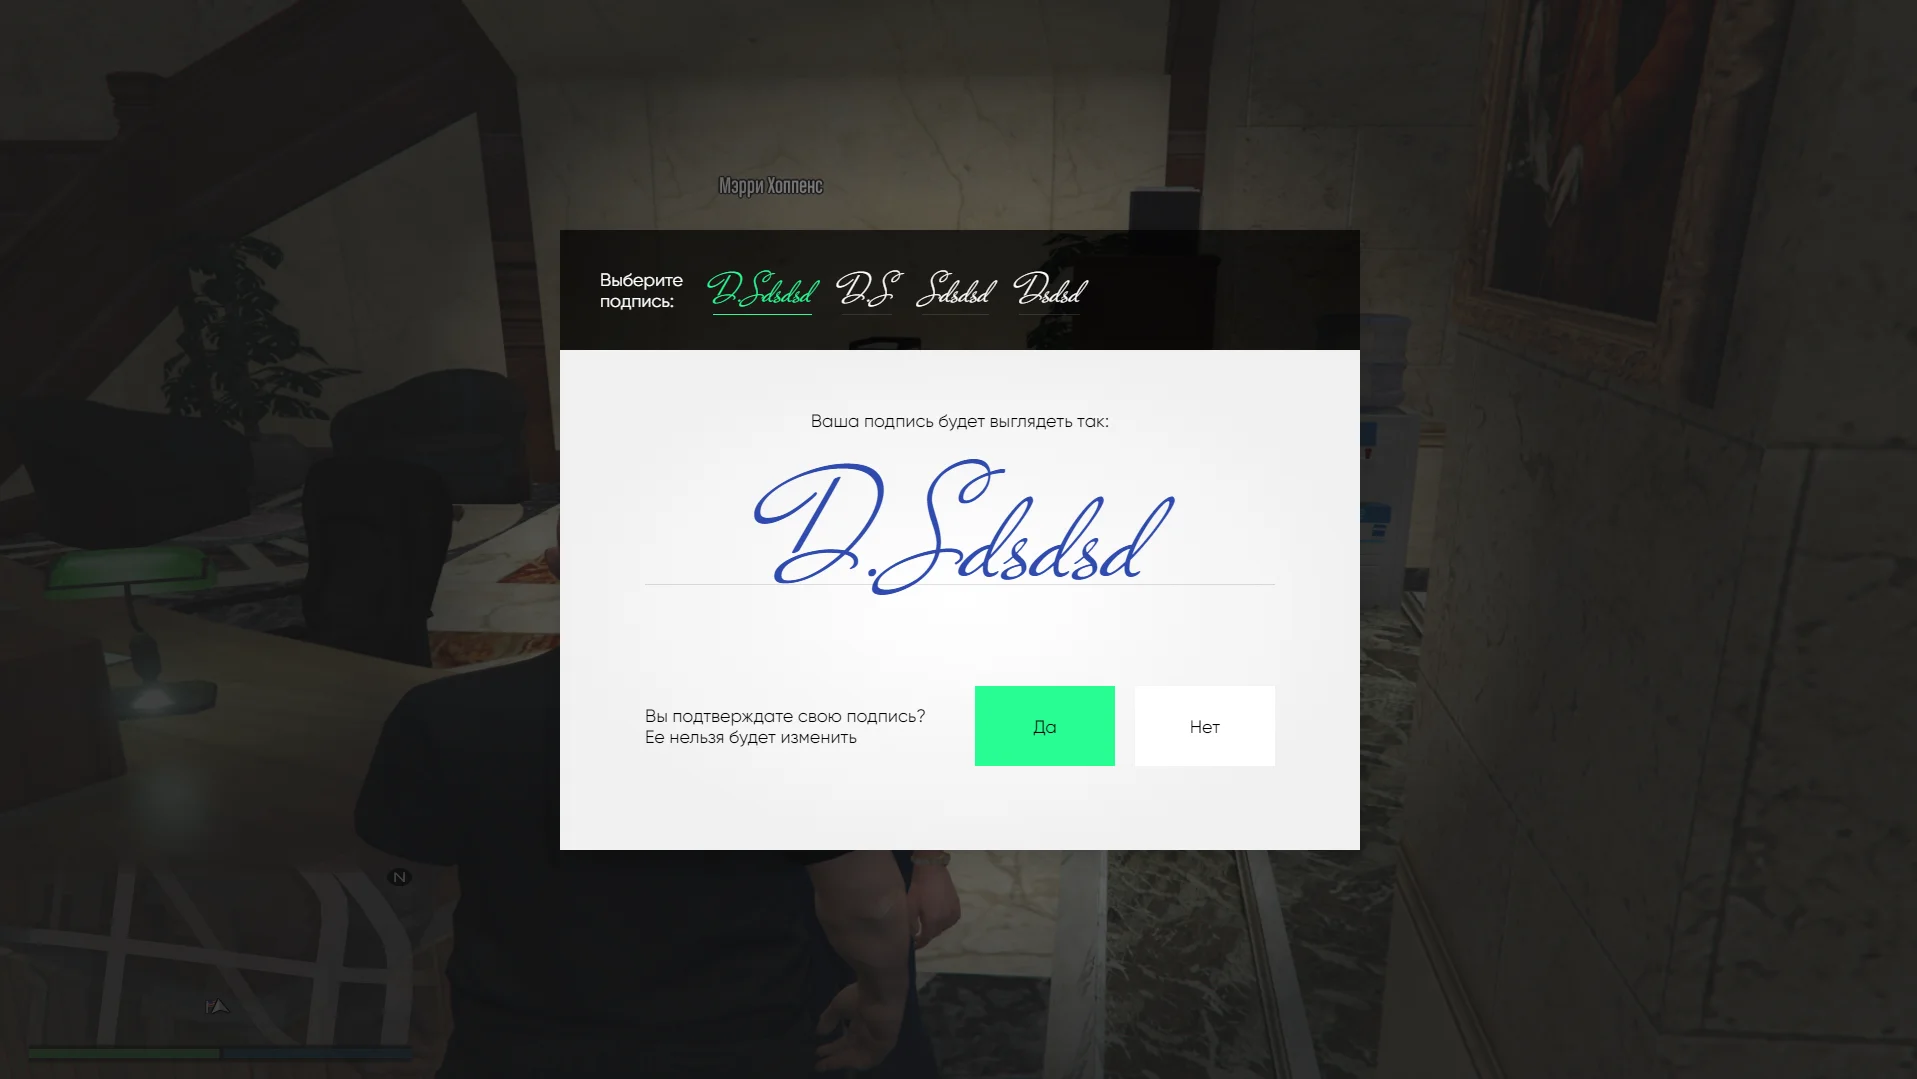 Мэрри Хоппенс
Выберите
подпись:
D.Sdsdsd D.S Sdsdsd Dsdsd
Ваша подпись будет выглядеть так:
D.Sdsdsd
Вы подтверждате свою подпись?
Ее нельзя будет изменить
Да
Нет
N